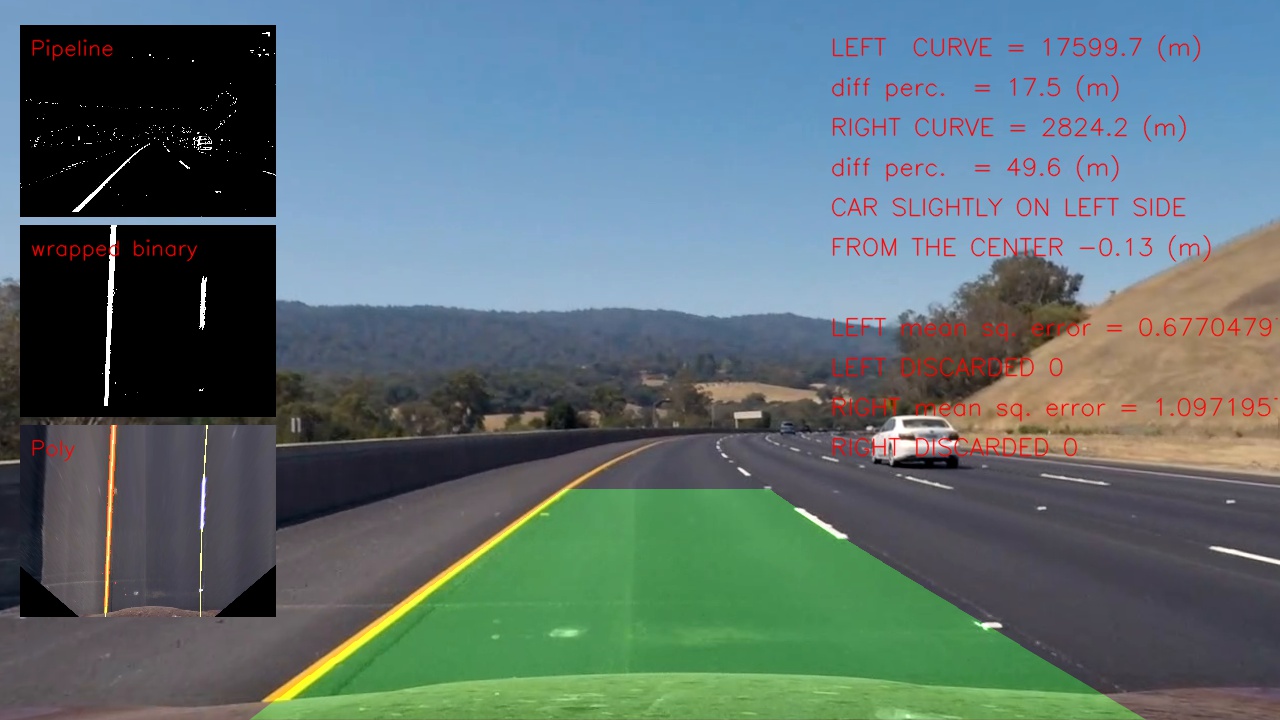 Pipeline
wrapped binary
Poly
LEFT CURVE = 17599.7 (m)
diff perc. = 17.5 (m)
RIGHT CURVE = 2824.2 (m)
diff perc. = 49.6 (m)
CAR SLIGHTLY ON LEFT SIDE
FROM THE CENTER -0.13 (m)
LEFT mean sq. error = 0.6770479
LEFT DISCARDED 0
RIGHT mean sq. error = 1.097195
RIGHT DISCARDED 0